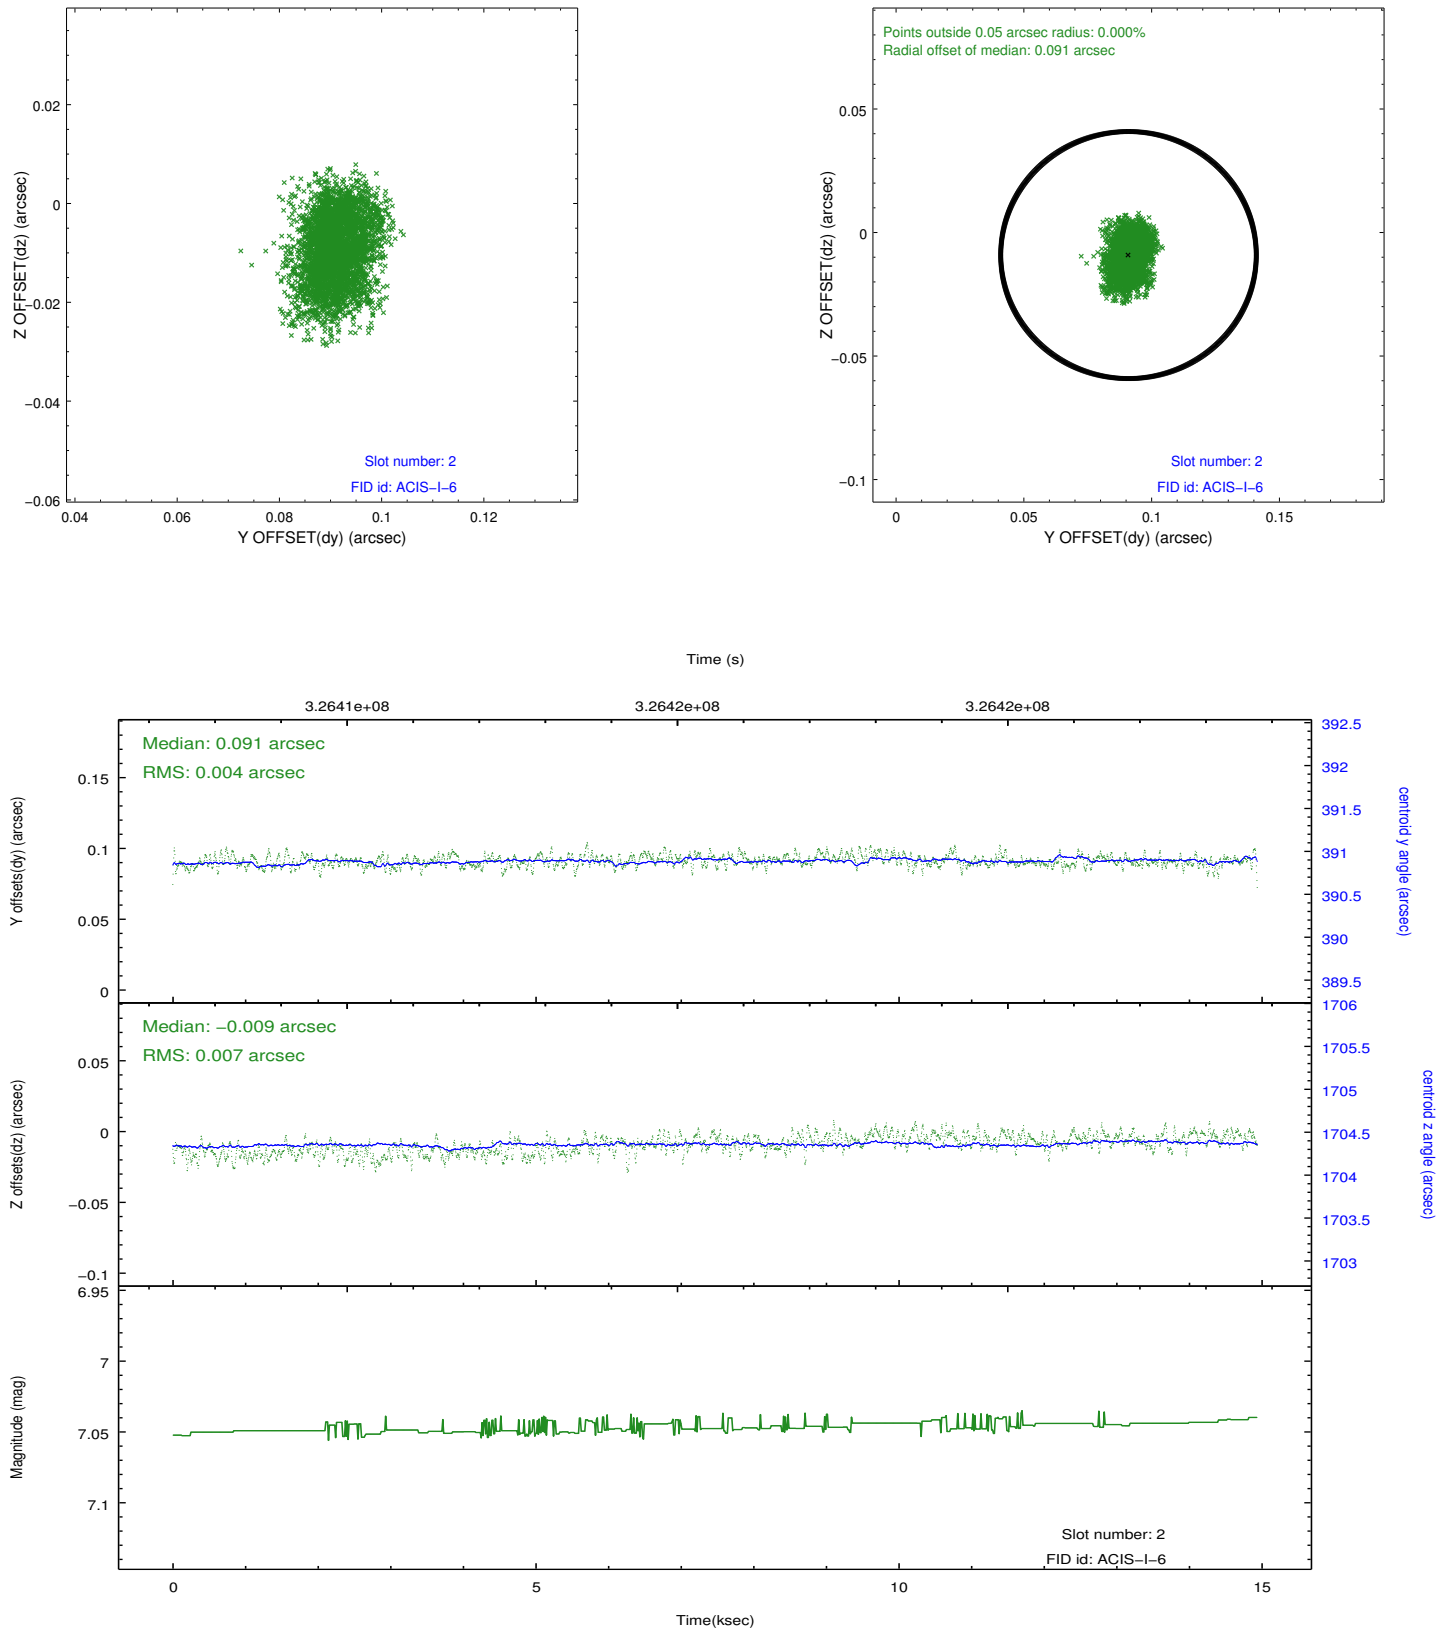 0.02
0
−0.02
−0.04
−0.06
Z OFFSET(dz) (arcsec)
Slot number: 2
FID id: ACIS−I−6
0.04 0.06 0.08 0.1 0.12
Y OFFSET(dy) (arcsec)
Points outside 0.05 arcsec radius: 0.000%
Radial offset of median: 0.091 arcsec
0.05
0
−0.05
−0.1
Z OFFSET(dz) (arcsec)
Slot number: 2
FID id: ACIS−I−6
0 0.05 0.1 0.15
Y OFFSET(dy) (arcsec)
Time (s)
3.2641e+08 3.2642e+08 3.2642e+08
Median: 0.091 arcsec
RMS: 0.004 arcsec
0.15
0.1
0.05
0
Y offsets(dy) (arcsec)
392.5
392
391.5
391
390.5
390
389.5
centroid y angle (arcsec)
Median: −0.009 arcsec
RMS: 0.007 arcsec
0.05
0
−0.05
−0.1
Z offsets(dz) (arcsec)
1706
1705.5
1705
1704.5
1704
1703.5
1703
centroid z angle (arcsec)
6.95
7
7.05
7.1
Magnitude (mag)
Slot number: 2
FID id: ACIS−I−6
0 5 10 15
Time(ksec)